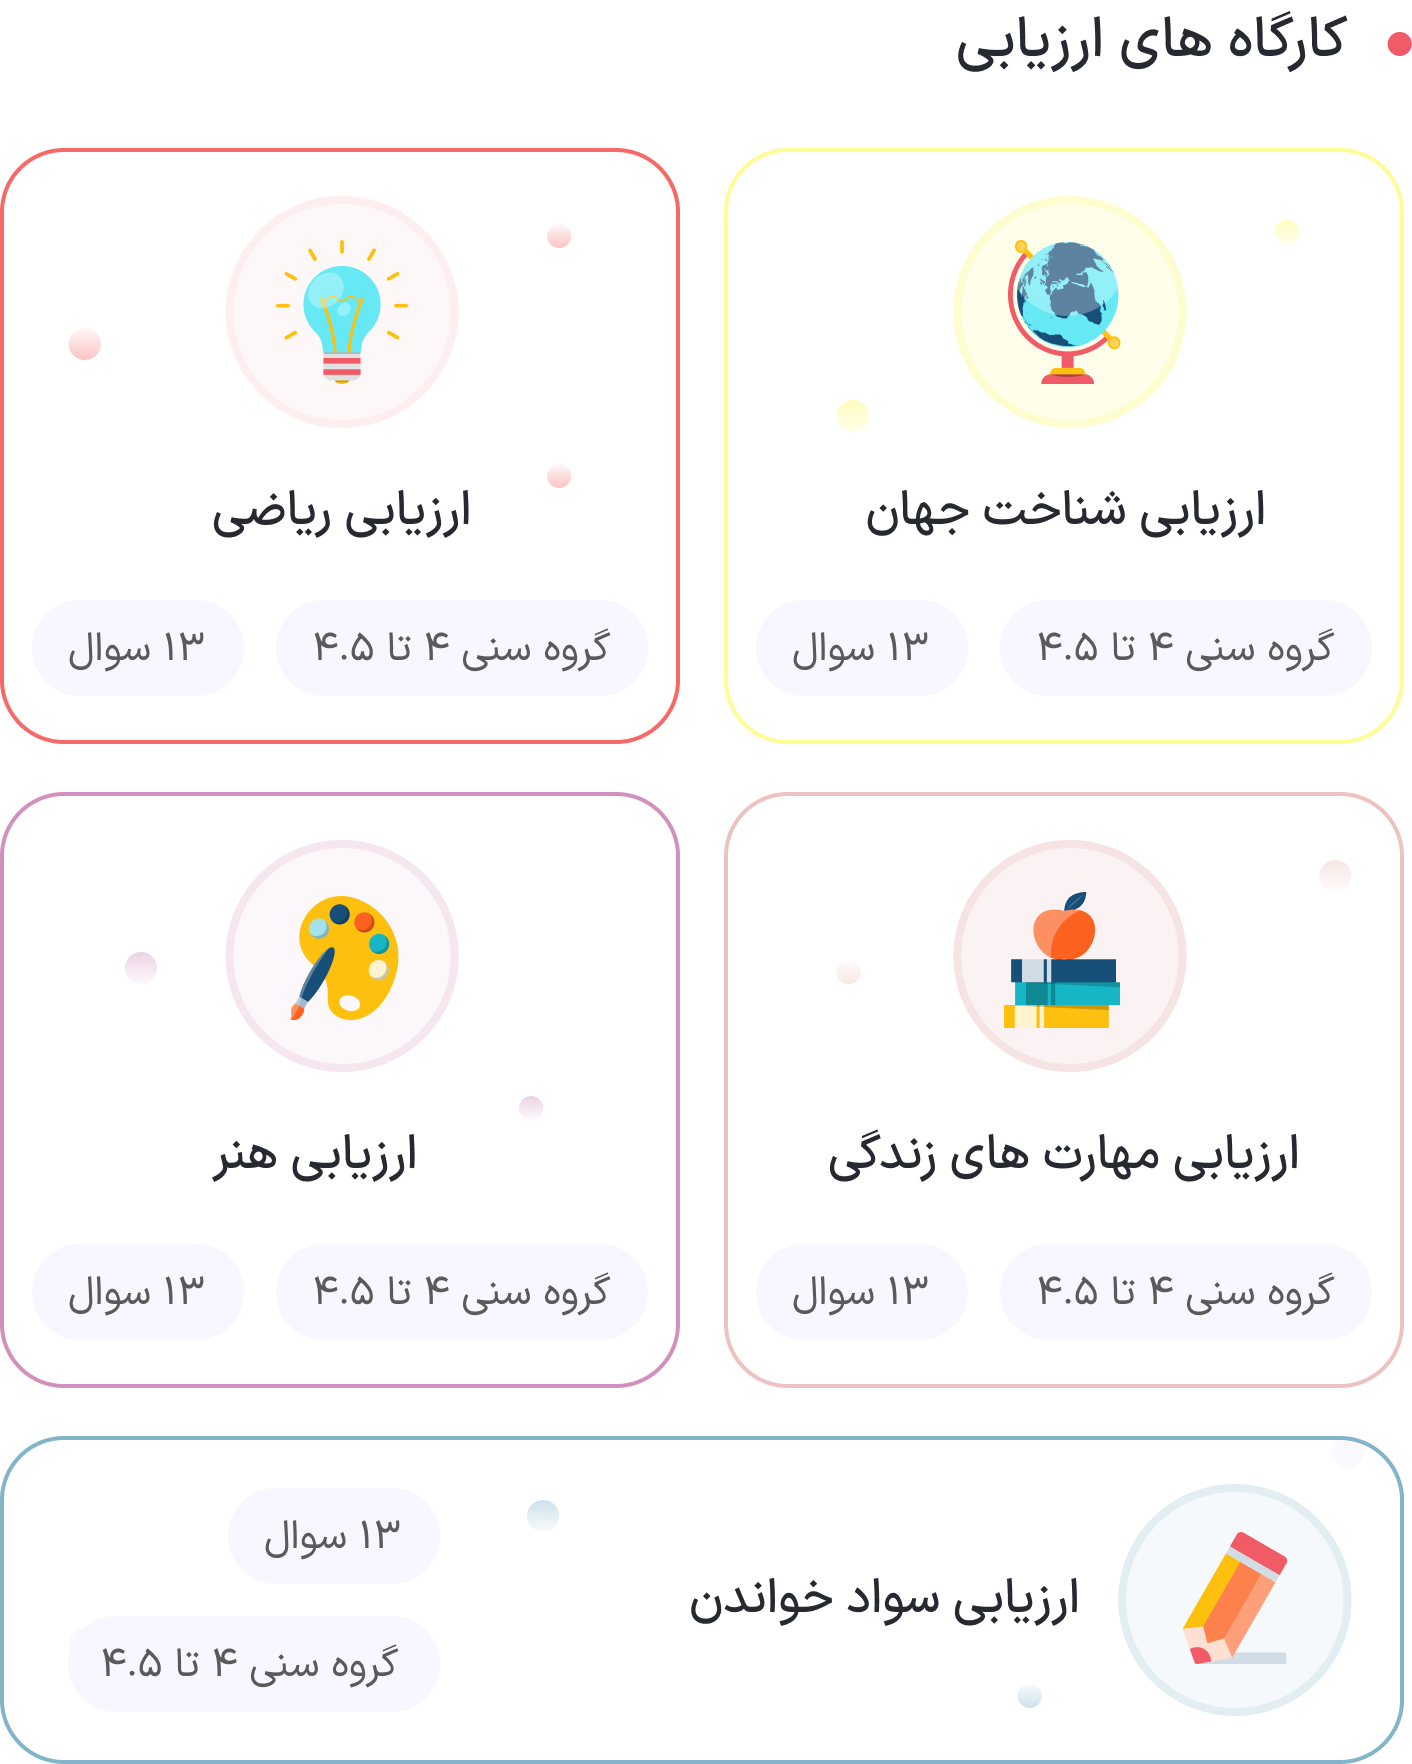 کارگاه های ارزیابی
ارزیابی شناخت جهان
گروه سنی ۴ تا ۴.۵
۱۳ سوال
ارزیابی ریاضی
گروه سنی ۴ تا ۴.۵
۱۳ سوال
ارزیابی مهارت های زندگی
گروه سنی ۴ تا ۴.۵
۱۳ سوال
ارزیابی هنر
گروه سنی ۴ تا ۴.۵
۱۳ سوال
ارزیابی سواد خواندن
۱۳ سوال
گروه سنی ۴ تا ۴.۵